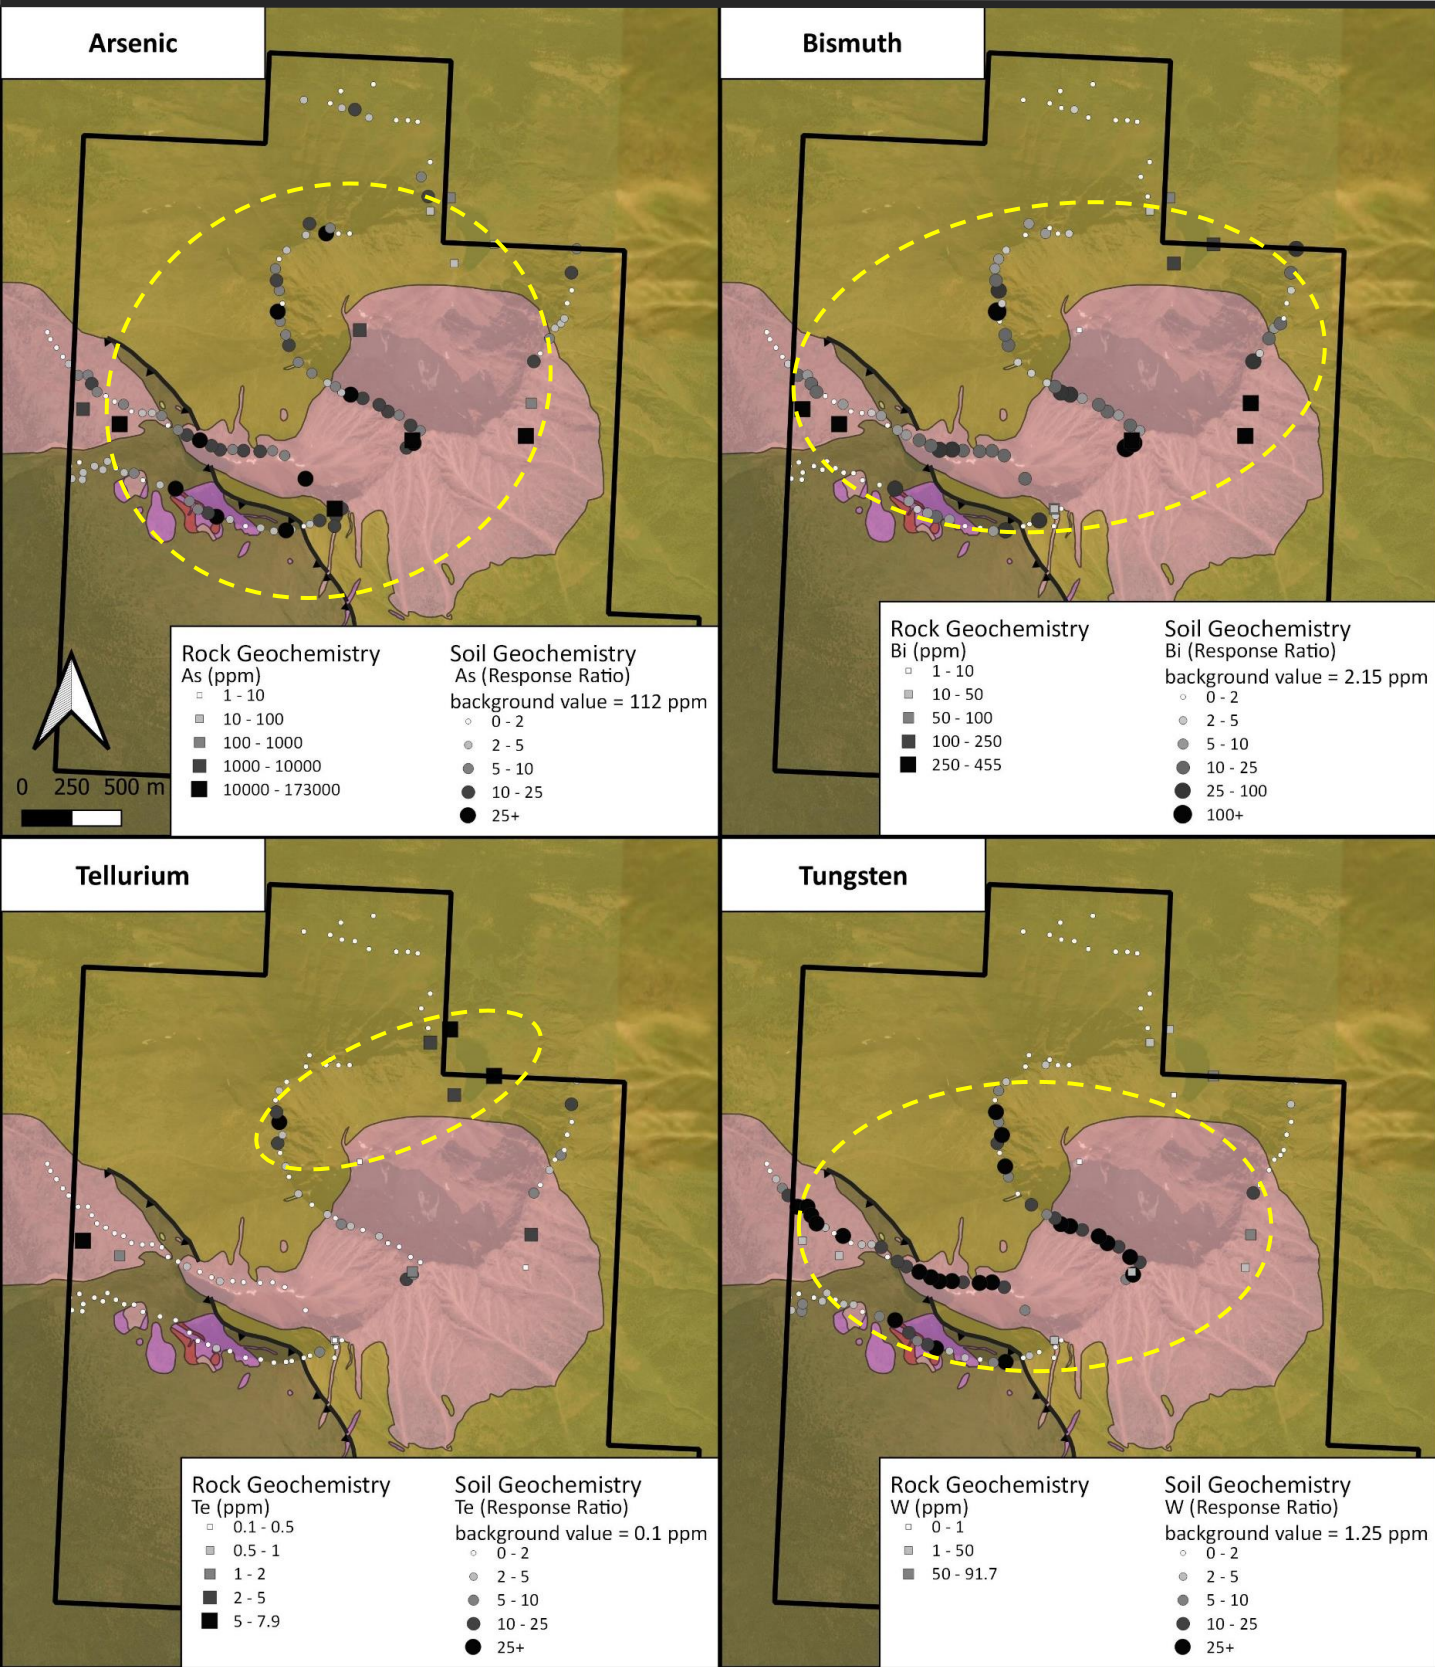 Arsenic
Rock Geochemistry
As (ppm)
1 - 10
10 - 100
100 - 1000
1000 - 10000
10000 - 173000
Soil Geochemistry
As (Response Ratio)
background value = 112 ppm
0 - 2
2 - 5
5 - 10
10 - 25
25+
0 250 500 m
Bismuth
Rock Geochemistry
Bi (ppm)
1 - 10
10 - 50
50 - 100
100 - 250
250 - 455
Soil Geochemistry
Bi (Response Ratio)
background value = 2.15 ppm
0 - 2
2 - 5
5 - 10
10 - 25
25 - 100
100+
Tellurium
Rock Geochemistry
Te (ppm)
0.1 - 0.5
0.5 - 1
1 - 2
2 - 5
5 - 7.9
Soil Geochemistry
Te (Response Ratio)
background value = 0.1 ppm
0 - 2
2 - 5
5 - 10
10 - 25
25+
Tungsten
Rock Geochemistry
W (ppm)
0 - 1
1 - 50
50 - 91.7
Soil Geochemistry
W (Response Ratio)
background value = 1.25 ppm
0 - 2
2 - 5
5 - 10
10 - 25
25+